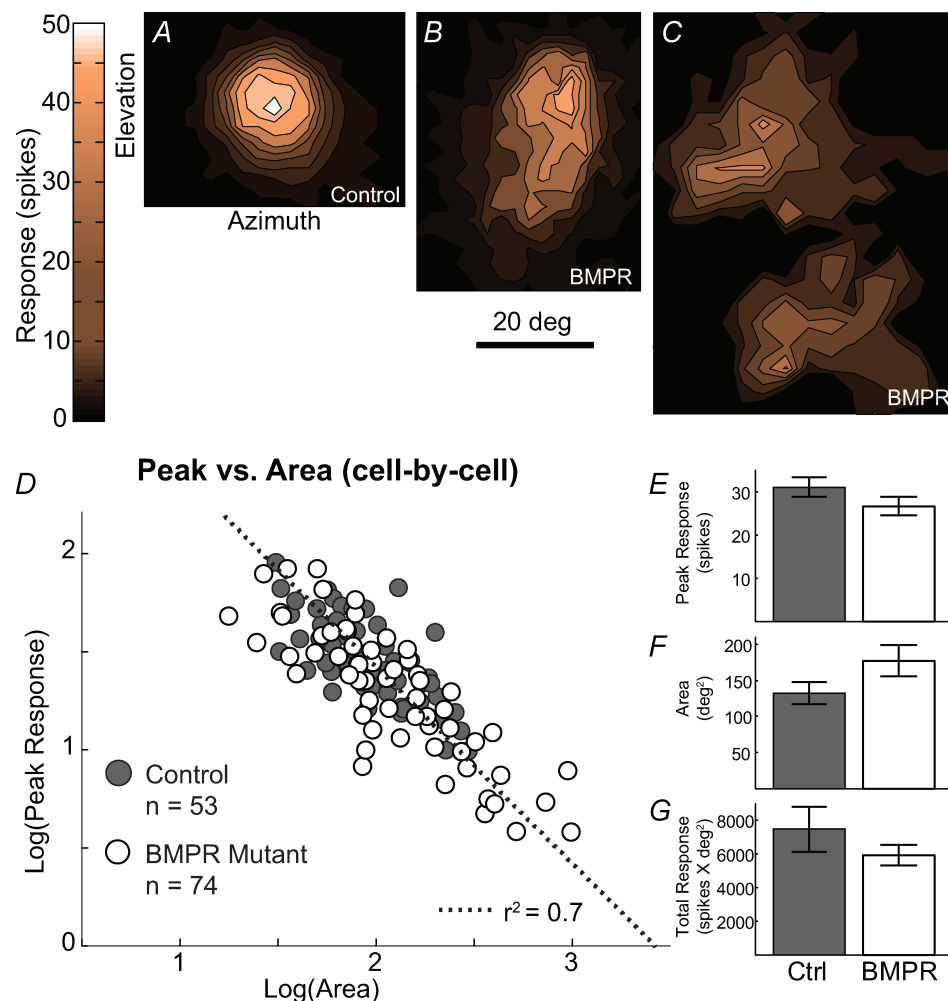 50
40
30
20
10
0
Response (spikes)
A
Elevation
Control
Azimuth
B
BMPR
20 deg
C
BMPR
D
Peak vs. Area (cell-by-cell)
2
1
0
Log(Peak Response)
Control
n = 53
BMPR Mutant
n = 74
r² = 0.7
1
2
3
Log(Area)
E
Peak Response
(spikes)
30
20
10
F
Area
(deg²)
200
150
100
50
G
Total Response
(spikes X deg²)
8000
6000
4000
2000
Ctrl
BMPR